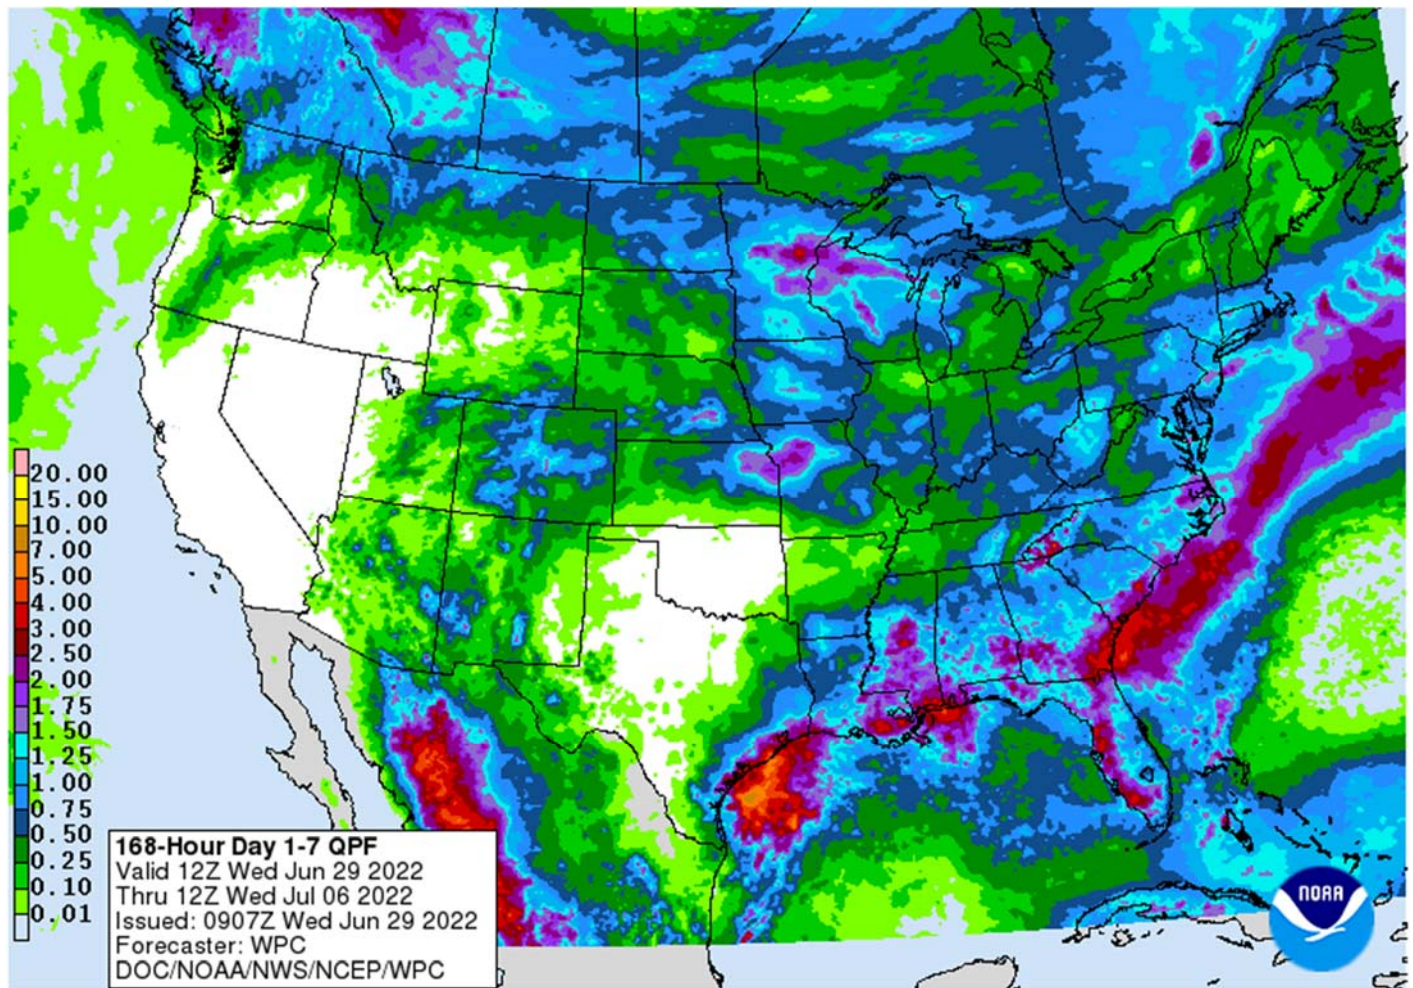 20.00
15.00
10.00
7.00
5.00
4.00
3.00
2.50
2.00
1.75
1.50
1.25
1.00
0.75
0.50
0.25
0.10
0.01
168-Hour Day 1-7 QPF
Valid 12Z Wed Jun 29 2022
Thru 12Z Wed Jul 06 2022
Issued: 0907Z Wed Jun 29 2022
Forecaster: WPC
DOC/NOAA/NWS/NCEP/WPC
NOAA